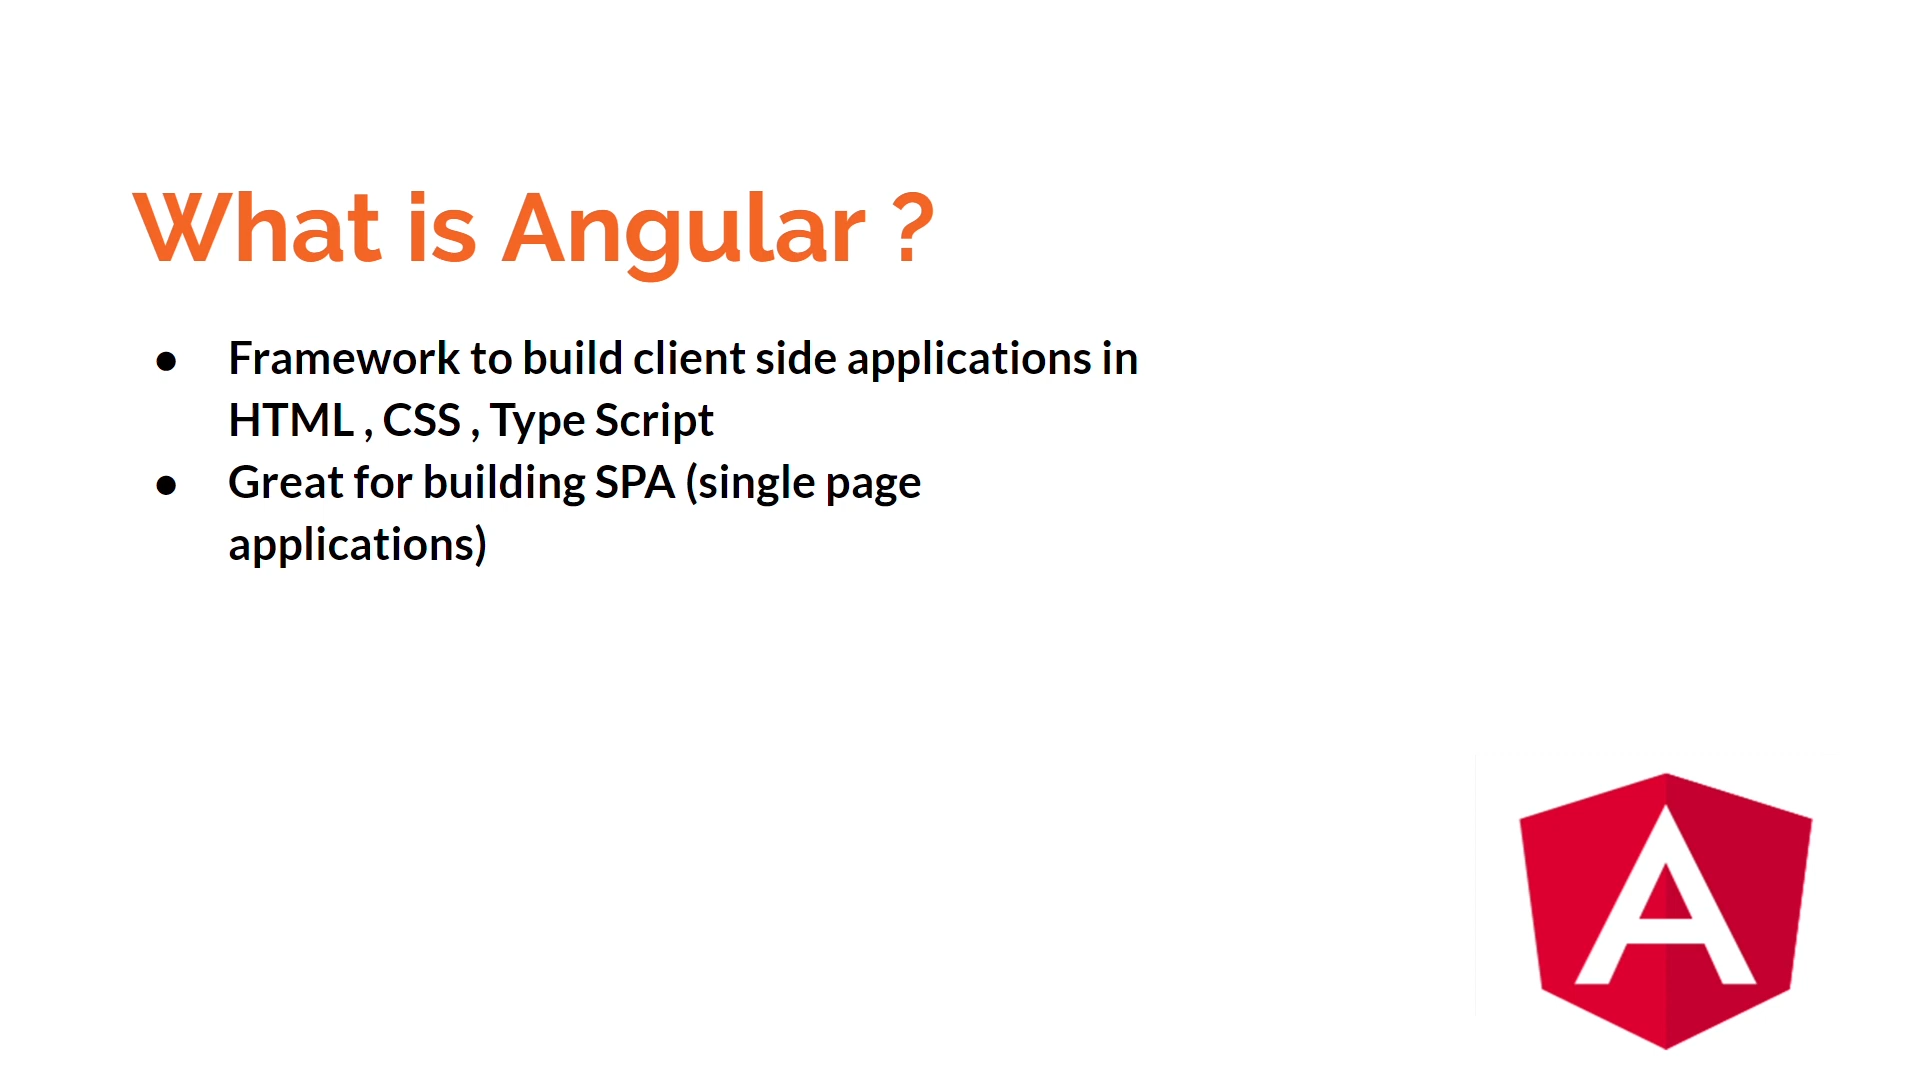 What is Angular ?
● Framework to build client side applications in
HTML , CSS , Type Script
● Great for building SPA (single page
applications)
A